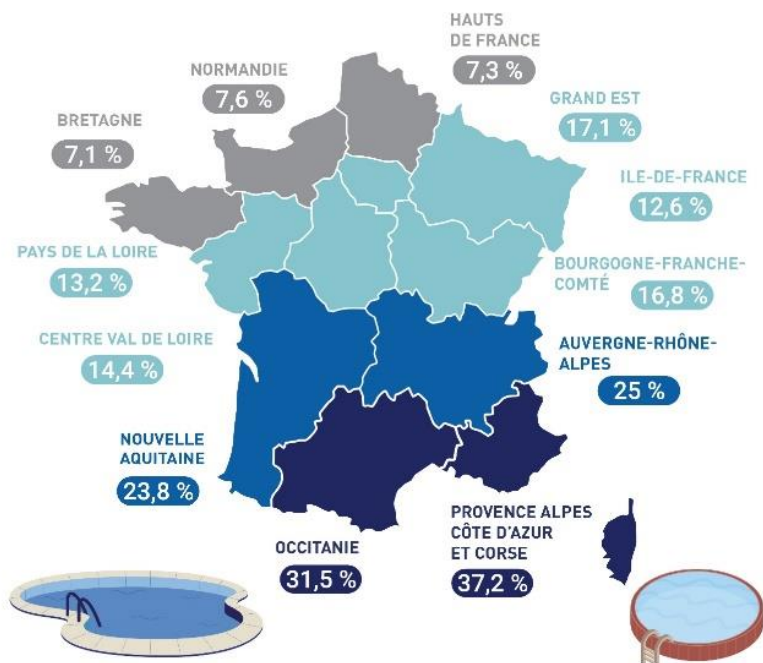 HAUTS
DE FRANCE
7,3 %
NORMANDIE
7,6 %
GRAND EST
17,1 %
BRETAGNE
7,1 %
ILE-DE-FRANCE
12,6 %
PAYS DE LA LOIRE
13,2 %
BOURGOGNE-FRANCHE-
COMTÉ
16,8 %
CENTRE VAL DE LOIRE
14,4 %
AUVERGNE-RHÔNE-
ALPES
25 %
NOUVELLE
AQUITAINE
23,8 %
OCCITANIE
31,5 %
PROVENCE ALPES
CÔTE D'AZUR
ET CORSE
37,2 %